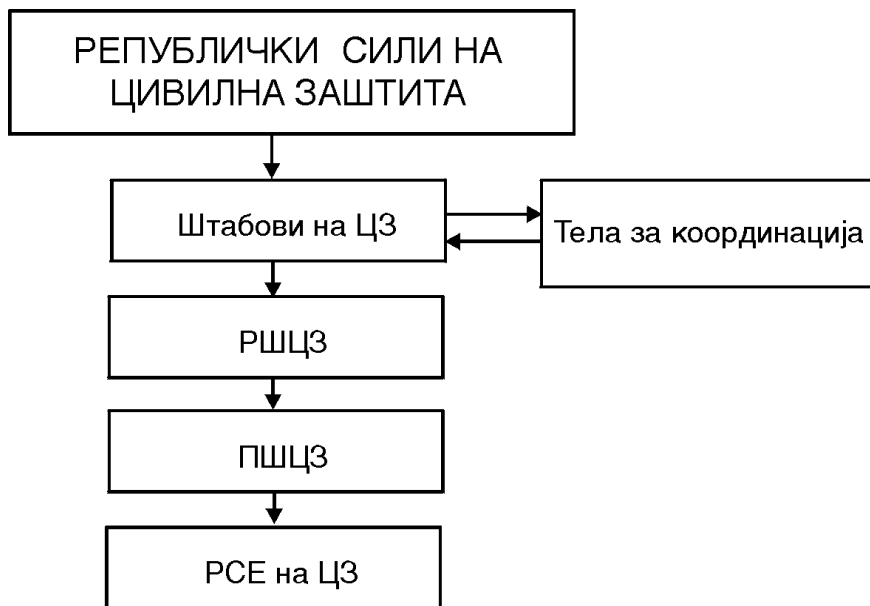 РЕПУБЛИЧКИ СИЛИ НА
ЦИВИЛНА ЗАШТИТА
Штабови на ЦЗ
Тела за координација
РШЦЗ
ПШЦЗ
РСЕ на ЦЗ